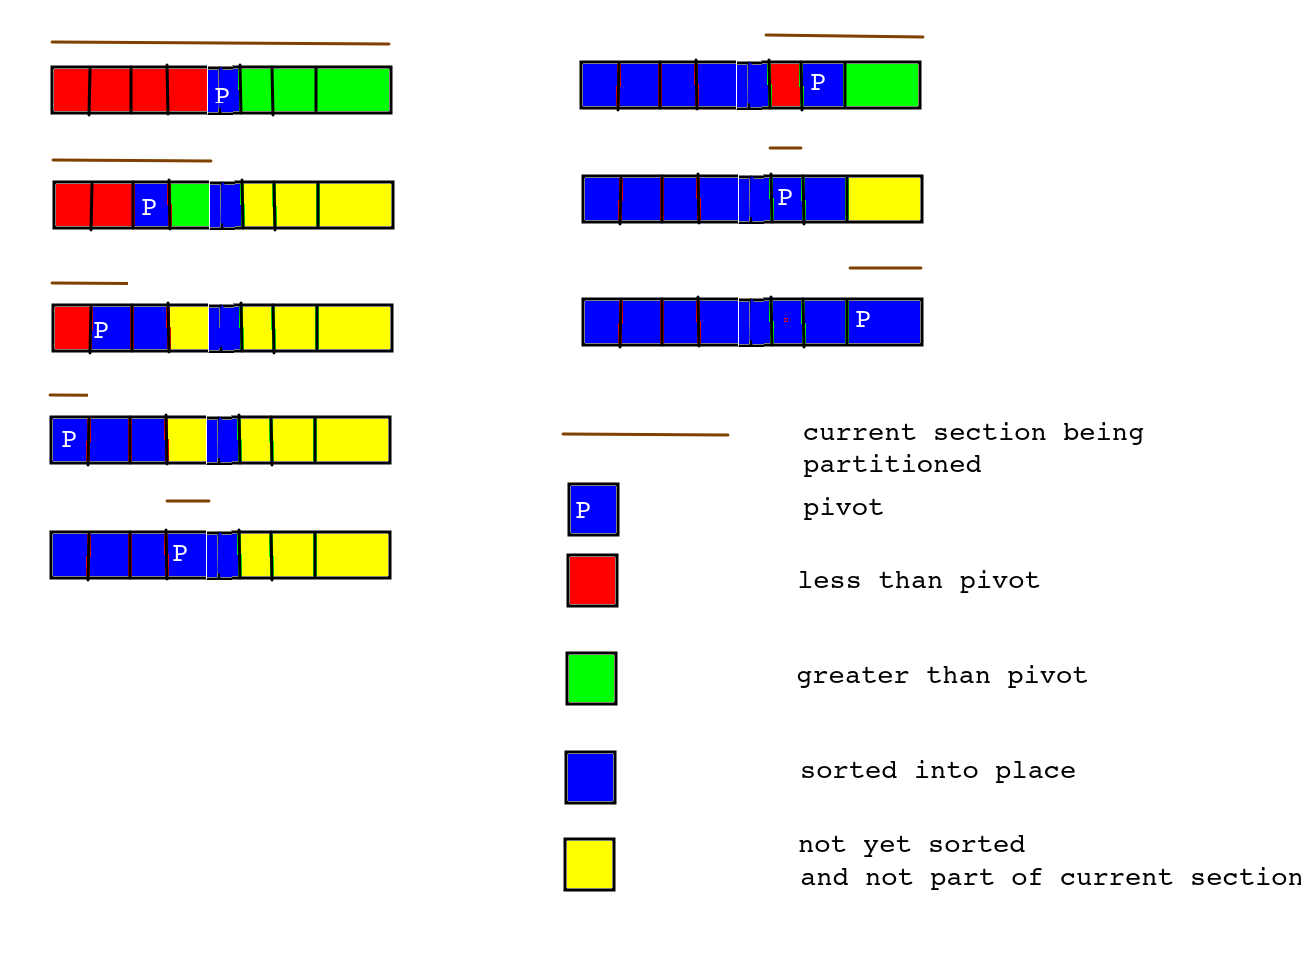 P
P
P
P
P
P
P
P
current section being
partitioned
P
pivot
less than pivot
greater than pivot
sorted into place
not yet sorted
and not part of current section